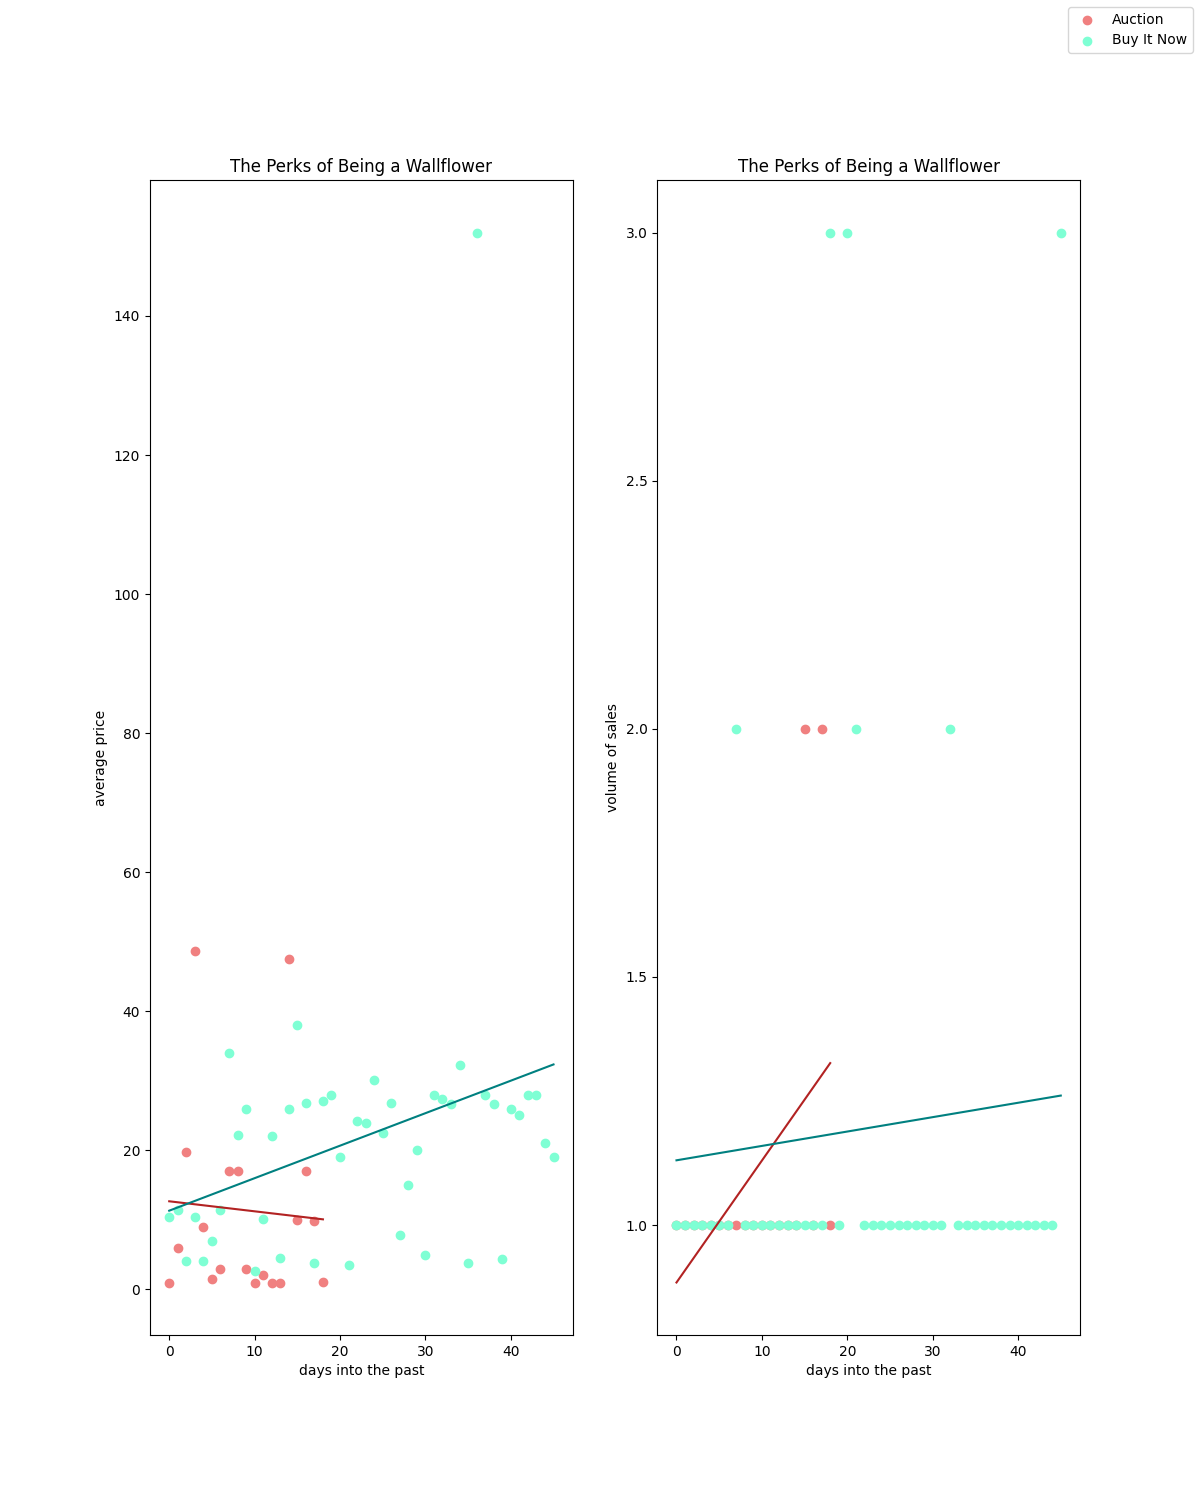 Auction
Buy It Now
The Perks of Being a Wallflower
140
120
100
80
60
40
20
0
average price
0 10 20 30 40
days into the past
The Perks of Being a Wallflower
3.0
2.5
2.0
1.5
1.0
volume of sales
0 10 20 30 40
days into the past